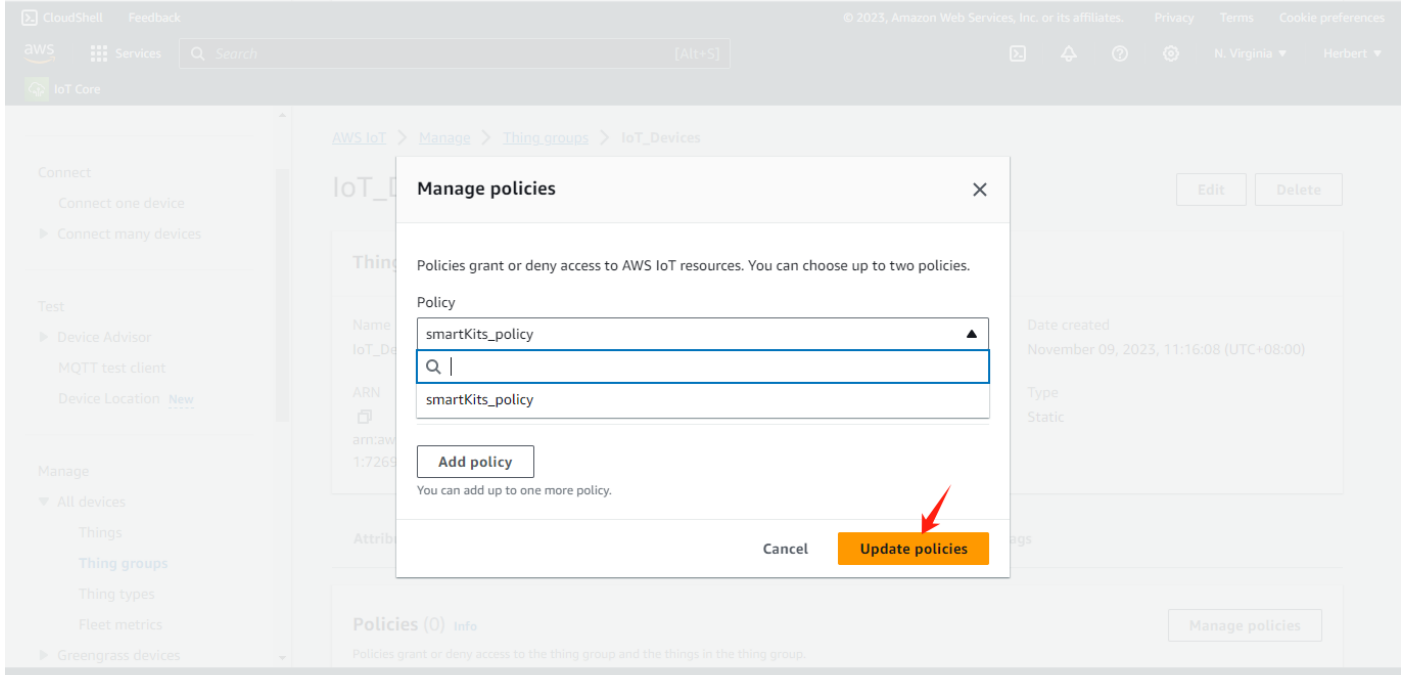 CloudShell Feedback © 2023, Amazon Web Services, Inc. or its affiliates. Privacy Terms Cookie preferences
aws Services Search [Alt+S] N. Virginia Herbert
IoT Core
AWS IoT Manage Thing groups IoT_Devices
Connect
Connect one device
Connect many devices
Test
Device Advisor
MQTT test client
Device Location New
Manage
All devices
Things
Thing groups
Thing types
Fleet metrics
Greengrass devices
Edit Delete
Name
ARN
Date created
November 09, 2023, 11:16:08 (UTC+08:00)
Type
Static
Manage policies
Policies grant or deny access to AWS IoT resources. You can choose up to two policies.
Policy
smartKits_policy
smartKits_policy
Add policy
You can add up to one more policy.
Cancel Update policies
Policies (0) Info Manage policies
Policies grant or deny access to the thing group and the things in the thing group.